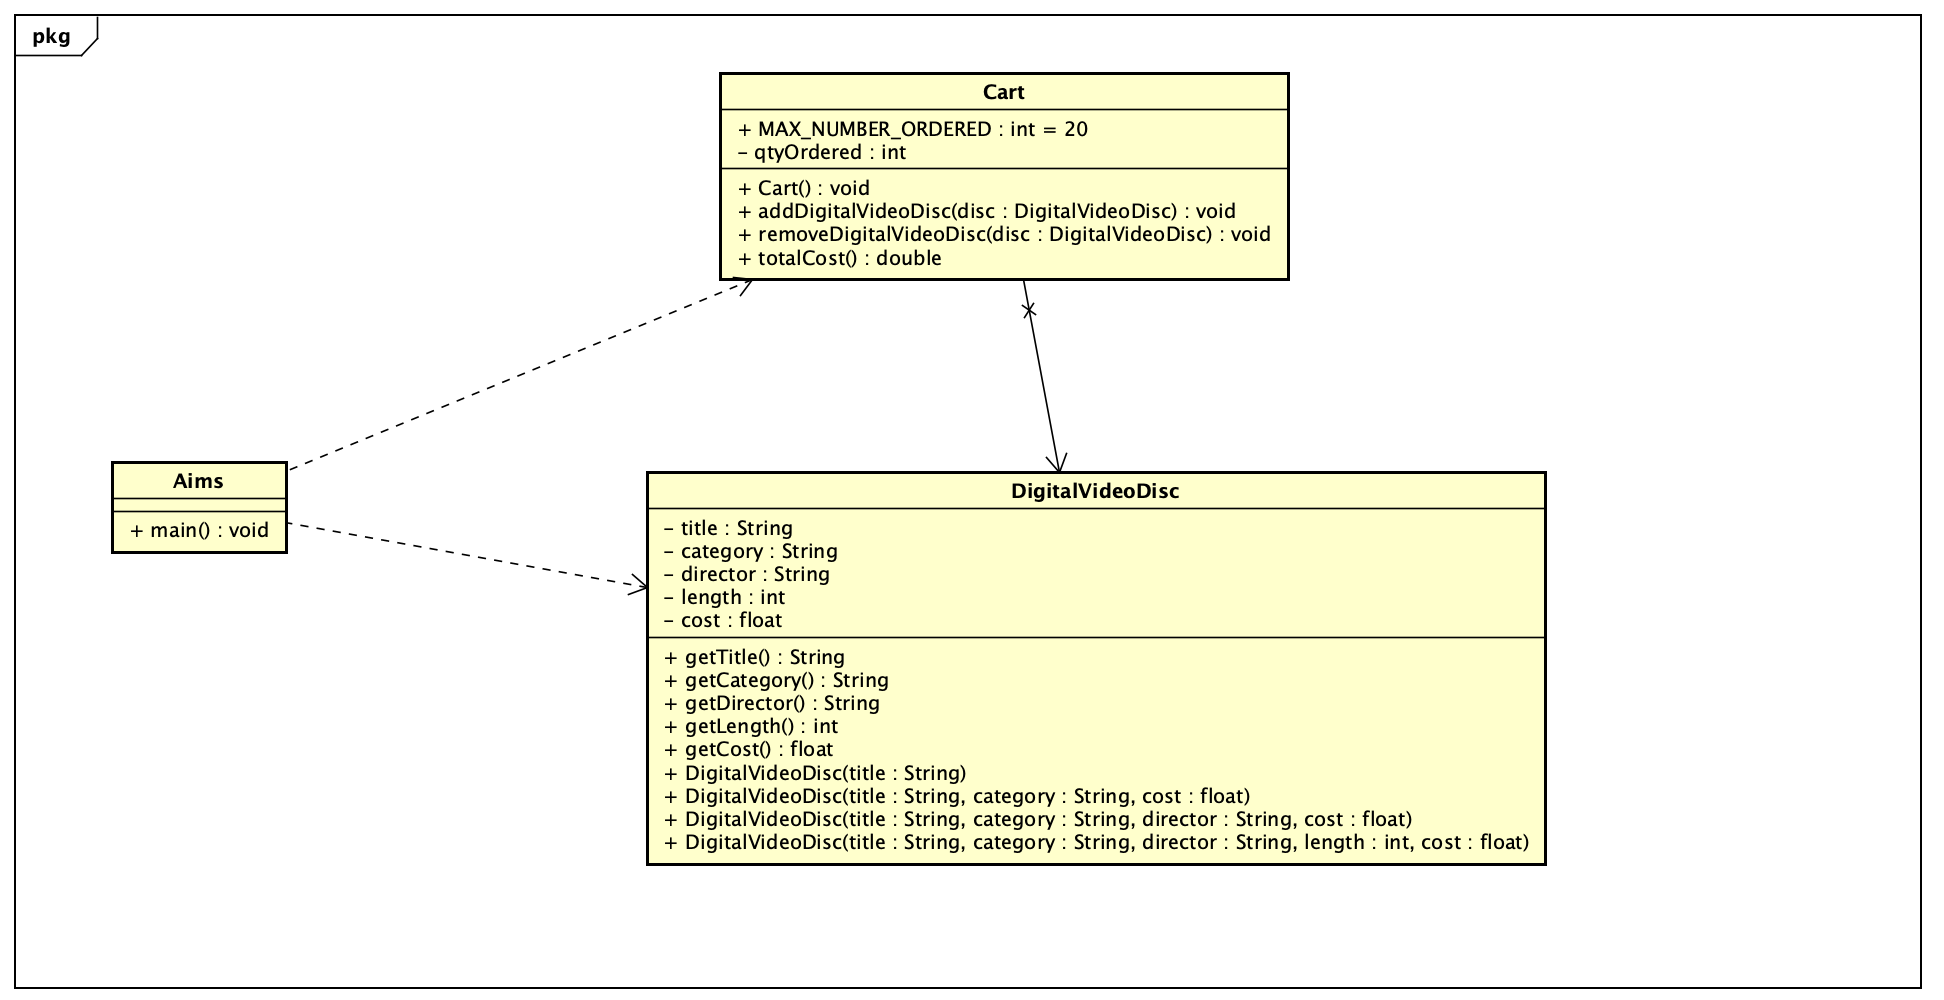 pkg
Cart
+ MAX_NUMBER_ORDERED : int = 20
- qtyOrdered : int
+ Cart() : void
+ addDigitalVideoDisc(disc : DigitalVideoDisc) : void
+ removeDigitalVideoDisc(disc : DigitalVideoDisc) : void
+ totalCost() : double
Aims
+ main() : void
DigitalVideoDisc
- title : String
- category : String
- director : String
- length : int
- cost : float
+ getTitle() : String
+ getCategory() : String
+ getDirector() : String
+ getLength() : int
+ getCost() : float
+ DigitalVideoDisc(title : String)
+ DigitalVideoDisc(title : String, category : String, cost : float)
+ DigitalVideoDisc(title : String, category : String, director : String, cost : float)
+ DigitalVideoDisc(title : String, category : String, director : String, length : int, cost : float)